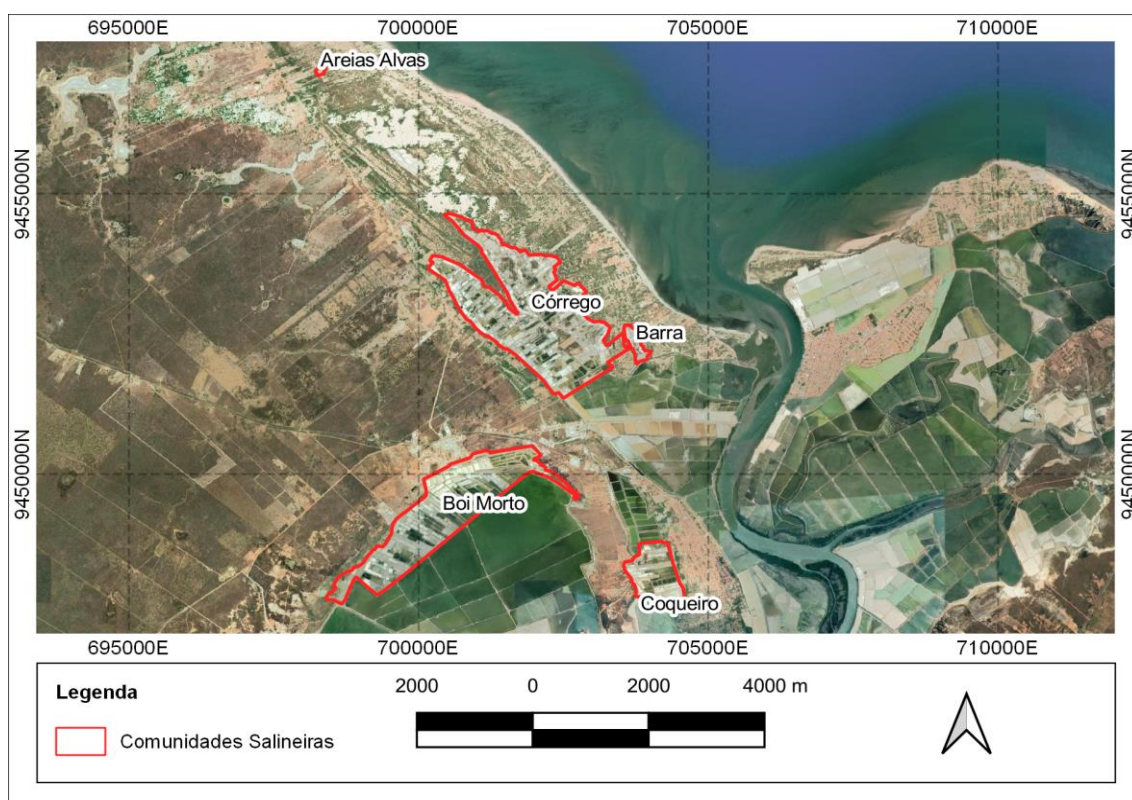 695000E 700000E 705000E 710000E
Areias Alvas
9455000N 9455000N
Córrego
Barra
9450000N 9450000N
Boi Morto
Coqueiro
695000E 700000E 705000E 710000E
Legenda
2000 0 2000 4000 m
Comunidades Salineiras